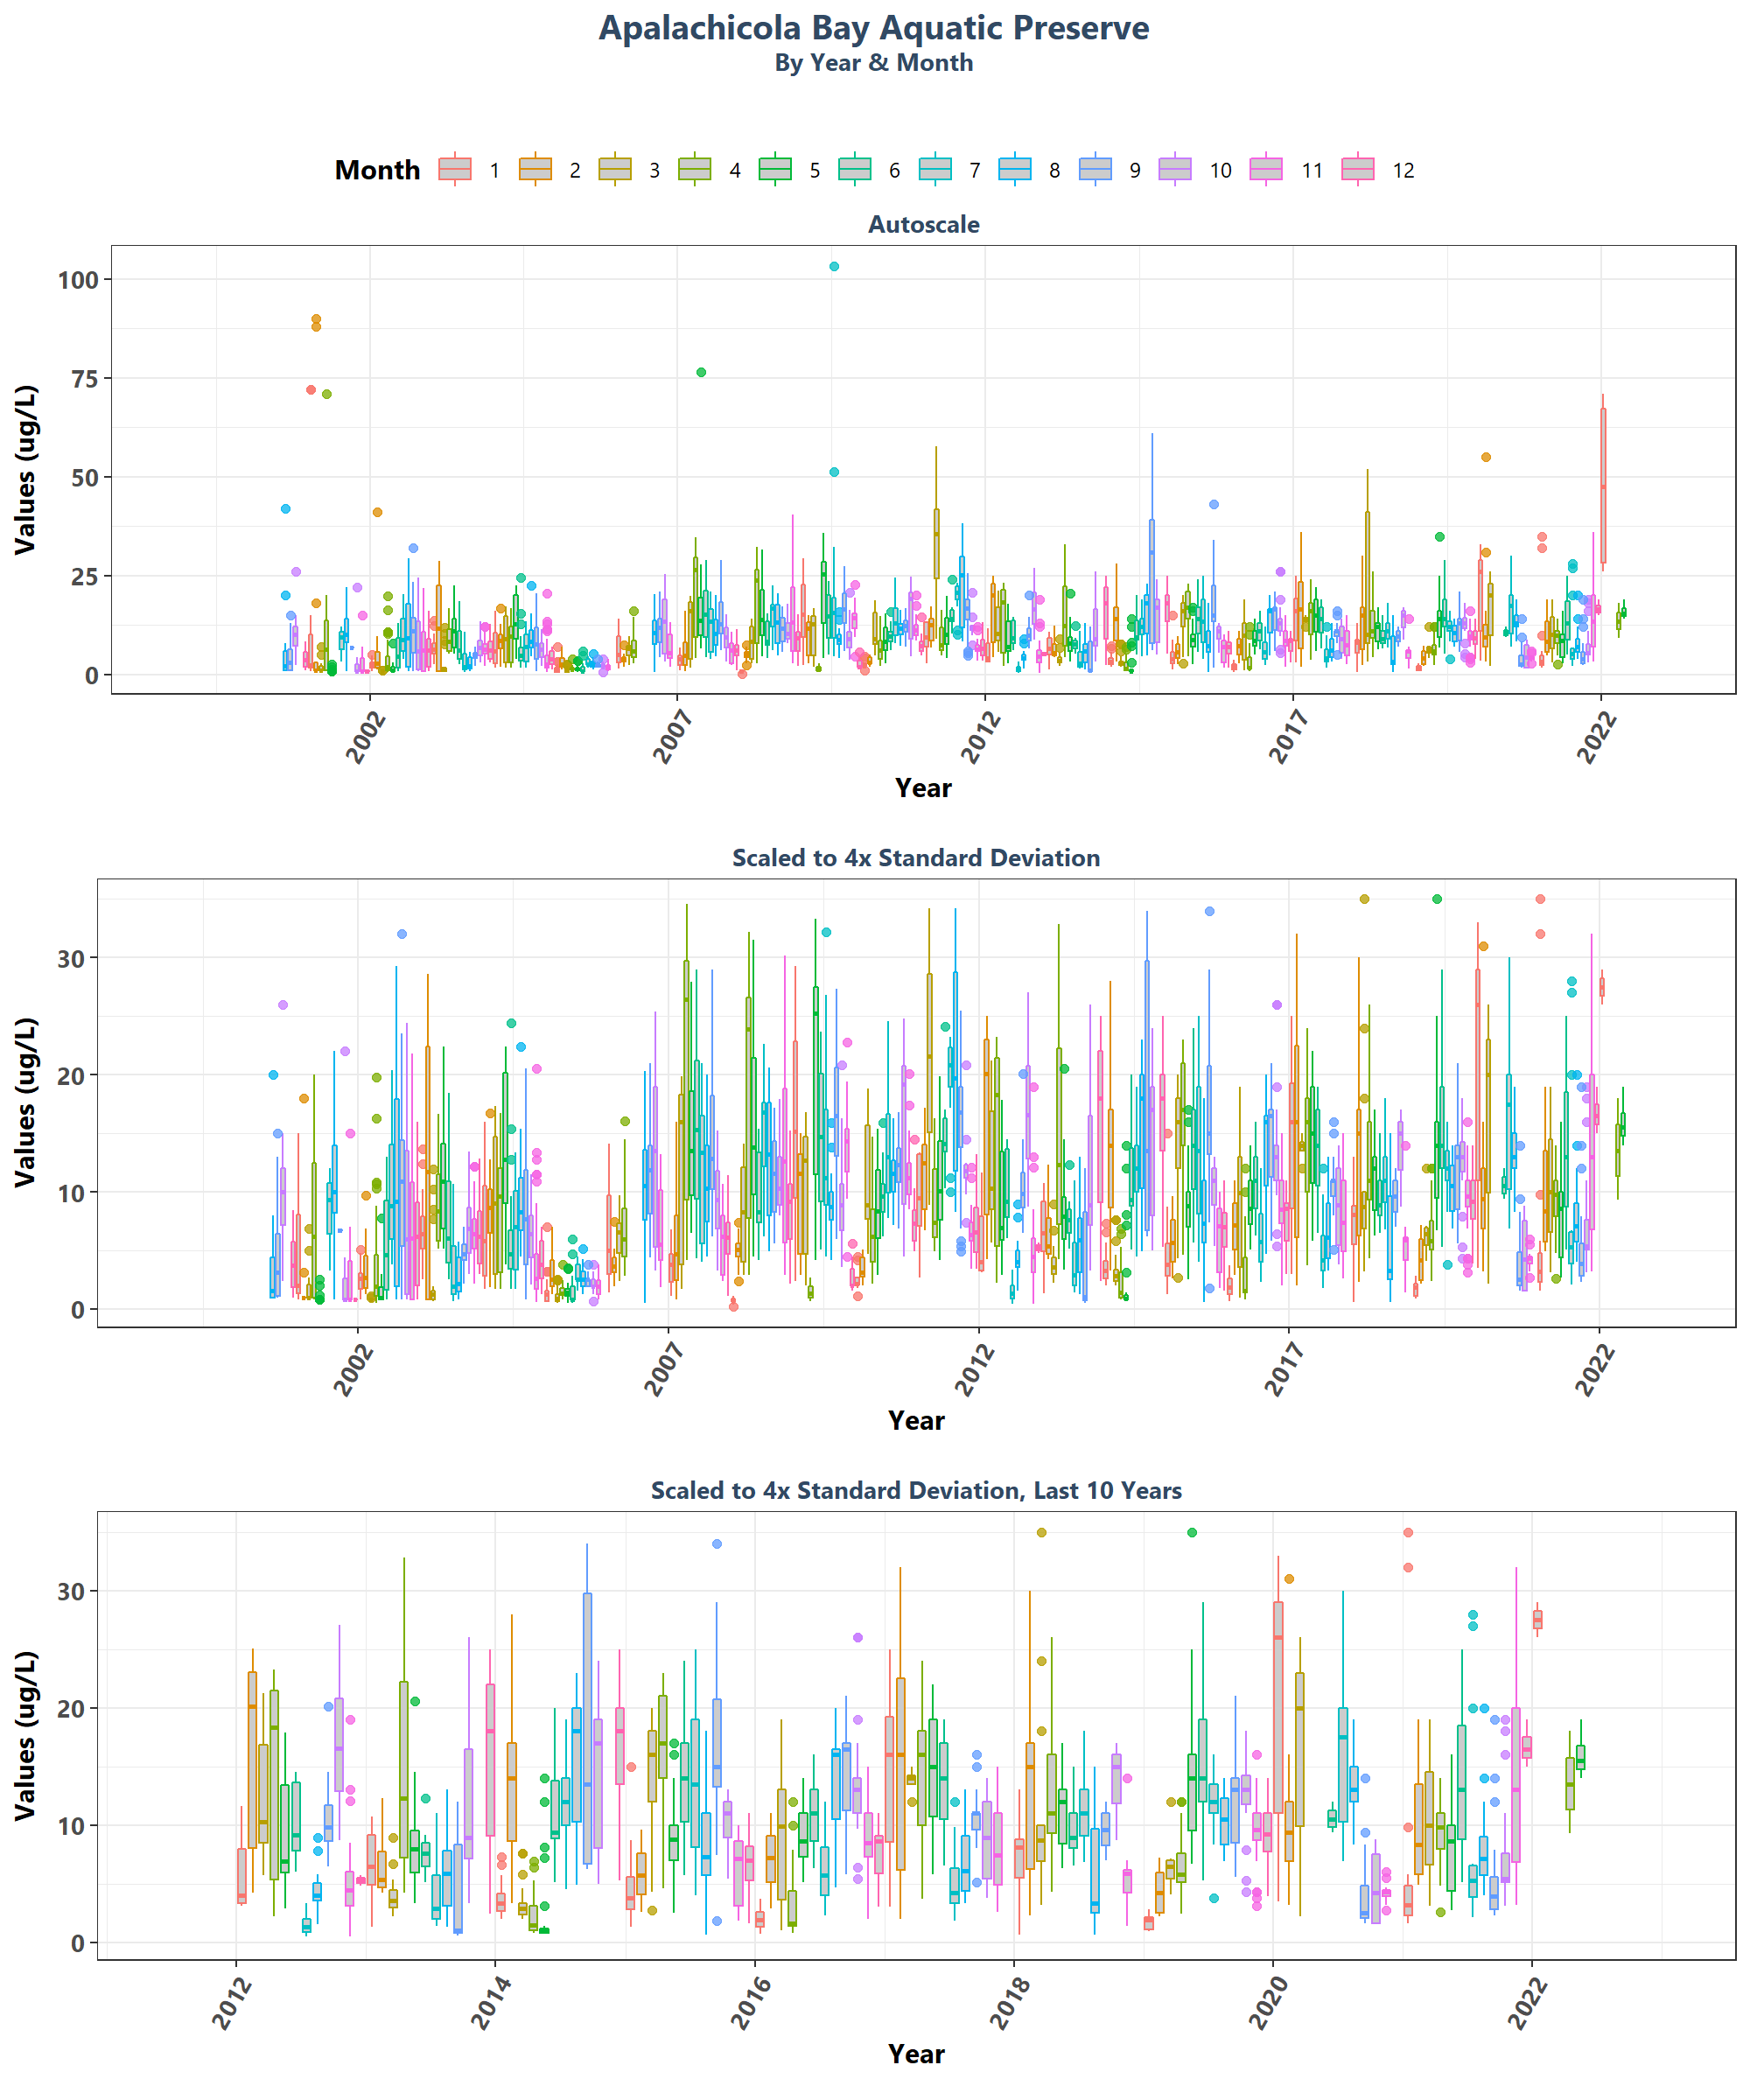 Apalachicola Bay Aquatic Preserve
By Year & Month
Month 1 2 3 4 5 6 7 8 9 10 11 12
Autoscale
Values (ug/L)
100
75
50
25
0
2002 2007 2012 2017 2022
Year
Scaled to 4x Standard Deviation
Values (ug/L)
30
20
10
0
2002 2007 2012 2017 2022
Year
Scaled to 4x Standard Deviation, Last 10 Years
Values (ug/L)
30
20
10
0
2012 2014 2016 2018 2020 2022
Year